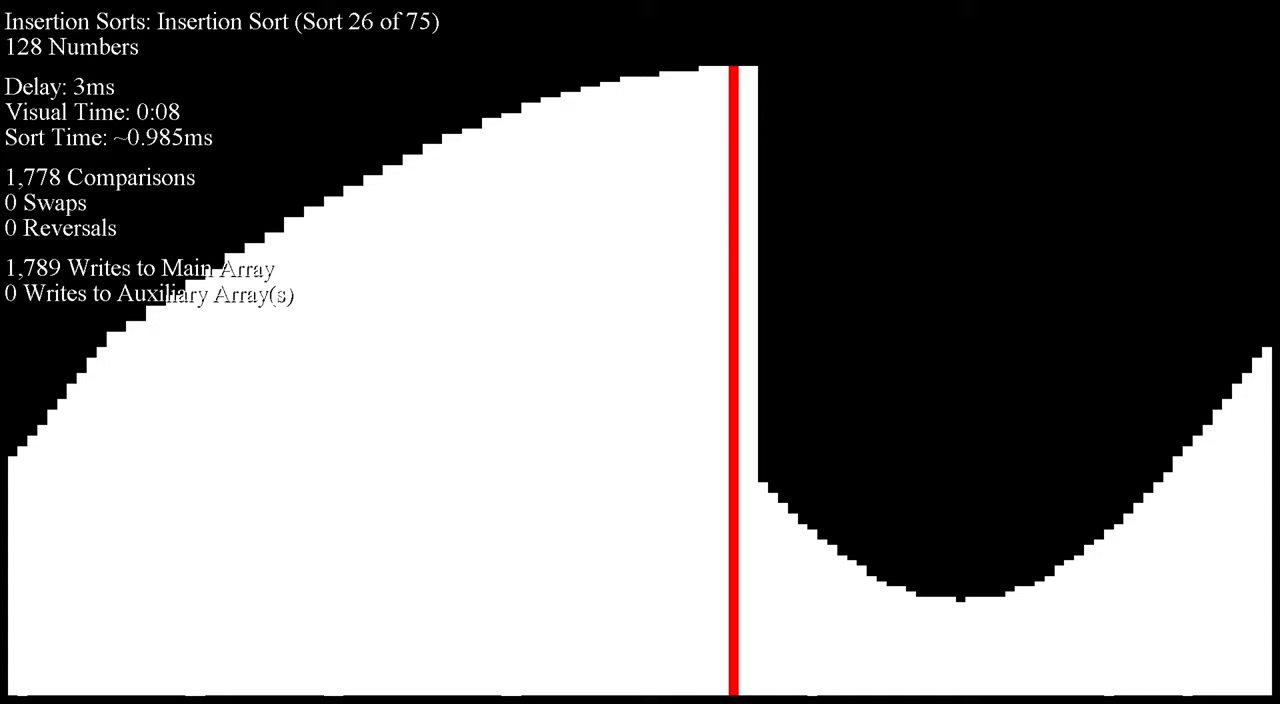 Insertion Sorts: Insertion Sort (Sort 26 of 75)
128 Numbers
Delay: 3ms
Visual Time: 0:08
Sort Time: ~0.985ms
1,778 Comparisons
0 Swaps
0 Reversals
1,789 Writes to Main Array
0 Writes to Auxiliary Array(s)